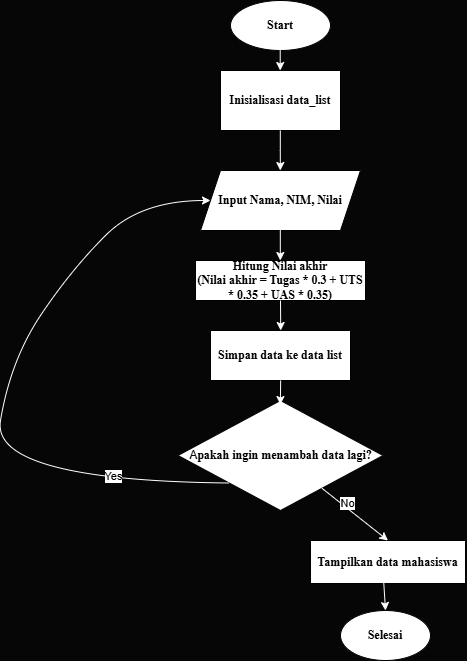 Start
Inisialisasi data_list
Input Nama, NIM, Nilai
Hitung Nilai akhir
(Nilai akhir = Tugas * 0.3 + UTS
* 0.35 + UAS * 0.35)
Simpan data ke data list
Apakah ingin menambah data lagi?
Yes
No
Tampilkan data mahasiswa
Selesai